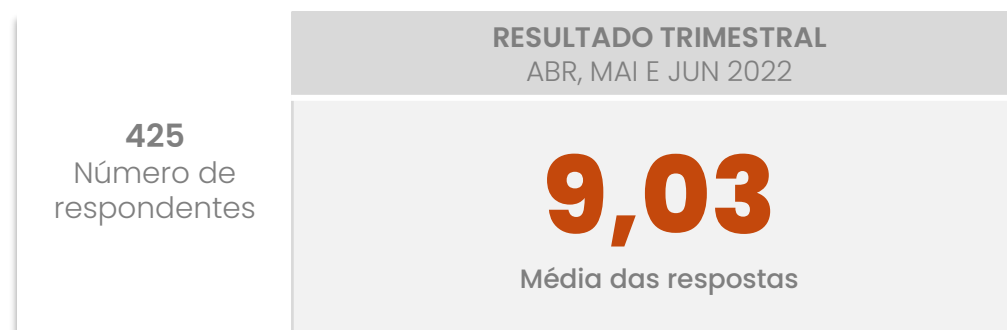 425
Número de
respondentes
RESULTADO TRIMESTRAL
ABR, MAI E JUN 2022
9,03
Média das respostas